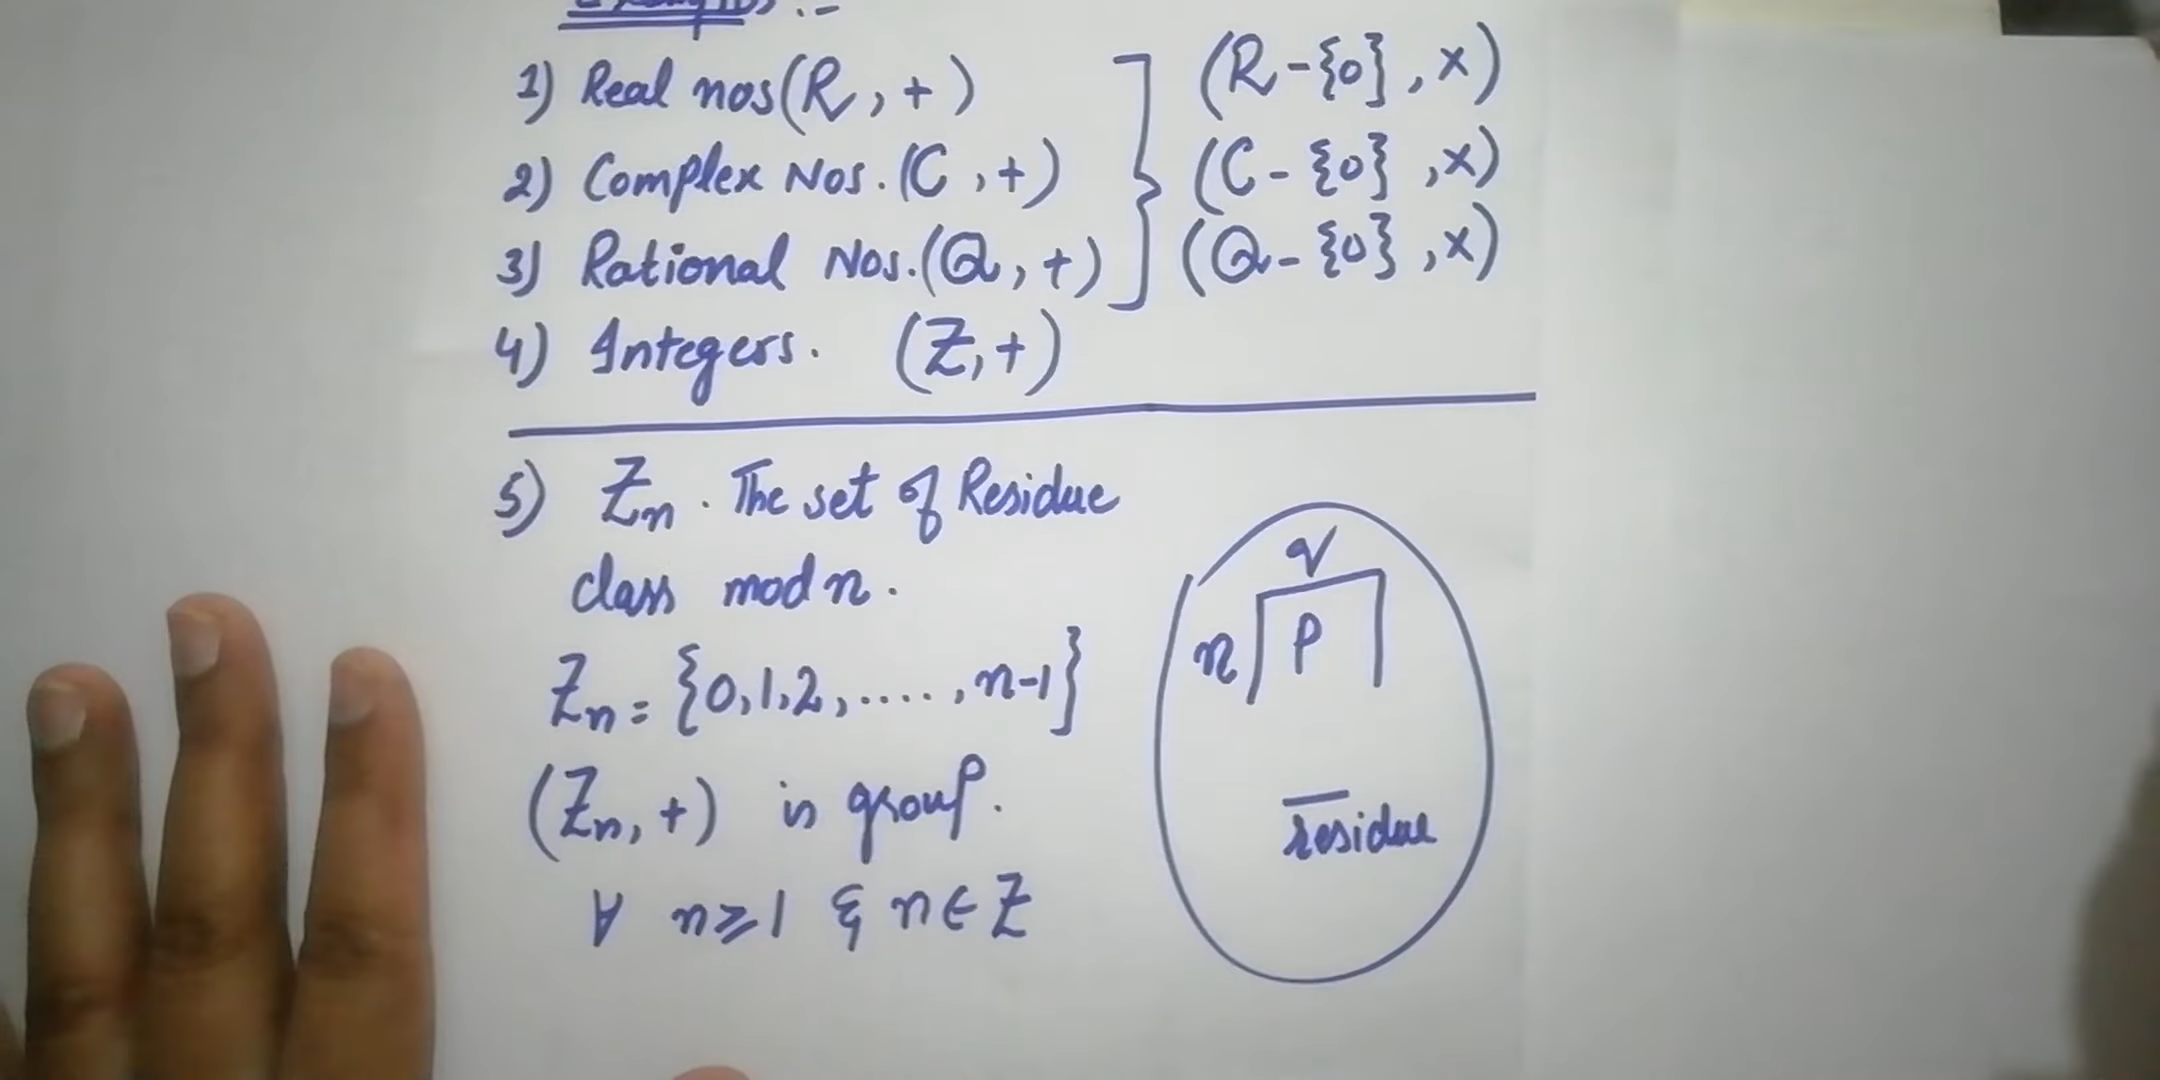 Examples :-
1) Real nos (R, +) ] (R - {0}, ×)
2) Complex Nos. (C, +) } (C - {0}, ×)
3) Rational Nos. (Q, +) ] (Q - {0}, ×)
4) Integers. (Z, +)
5) Zn . The set of Residue
class mod n.
Zn = {0, 1, 2, ....., n-1}
(Zn, +) is group.
∀ n ≥ 1 & n ∈ Z
q
n P
residue